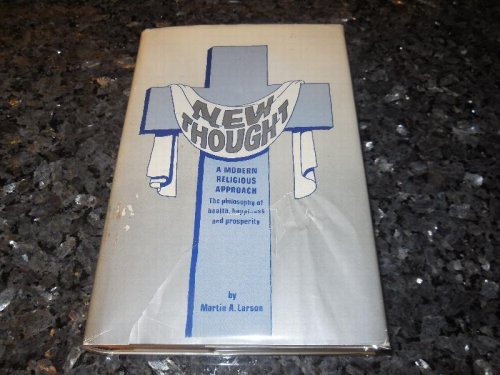 NEW
THOUGHT
A MODERN
RELIGIOUS
APPROACH
The philosophy of
health, happiness
and prosperity
by
Martin A. Larson